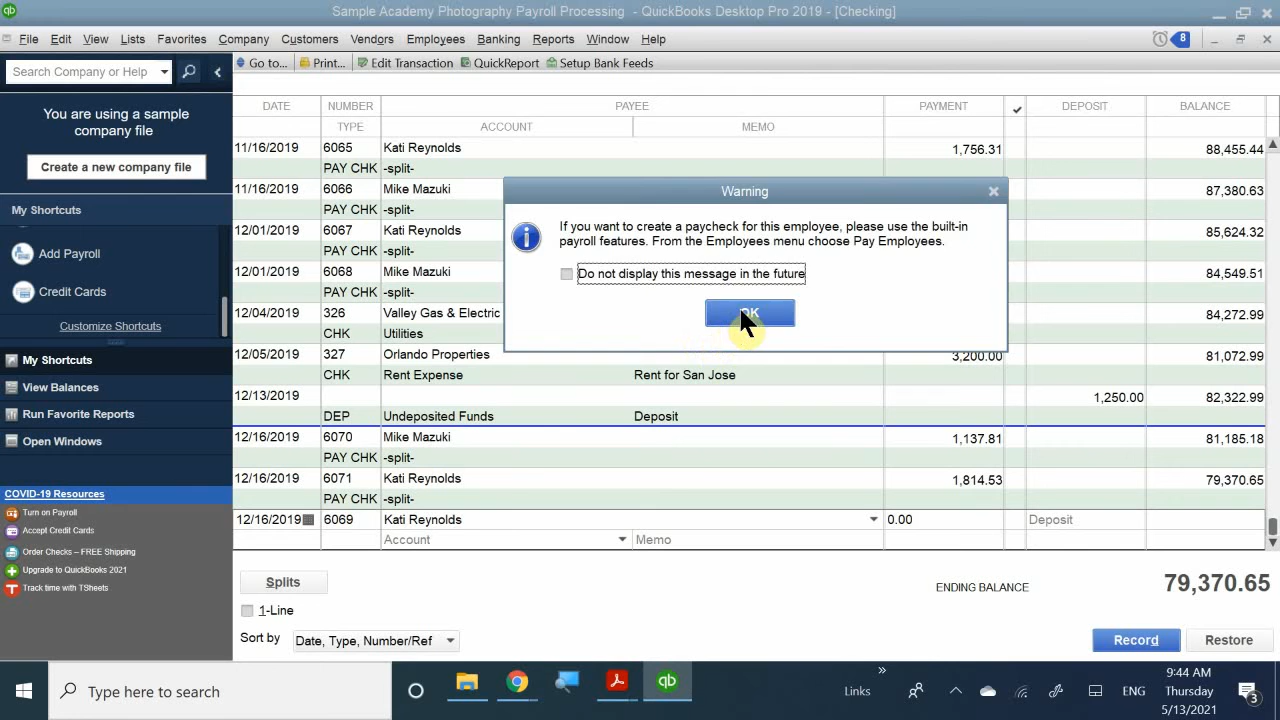 Sample Academy Photography Payroll Processing - QuickBooks Desktop Pro 2019 - [Checking]
File Edit View Lists Favorites Company Customers Vendors Employees Banking Reports Window Help
8
Search Company or Help
Go to... Print... Edit Transaction QuickReport Setup Bank Feeds
You are using a sample
company file
Create a new company file
My Shortcuts
Add Payroll
Credit Cards
Customize Shortcuts
My Shortcuts
View Balances
Run Favorite Reports
Open Windows
COVID-19 Resources
Turn on Payroll
Accept Credit Cards
Order Checks – FREE Shipping
Upgrade to QuickBooks 2021
Track time with TSheets
DATE NUMBER PAYEE PAYMENT ✓ DEPOSIT BALANCE
TYPE ACCOUNT MEMO
11/16/2019 6065 Kati Reynolds 1,756.31 88,455.44
PAY CHK -split-
11/16/2019 6066 Mike Mazuki 87,380.63
PAY CHK -split-
12/01/2019 6067 Kati Reynolds 85,624.32
PAY CHK -split-
12/01/2019 6068 Mike Mazuki 84,549.51
PAY CHK -split-
12/04/2019 326 Valley Gas & Electric 84,272.99
CHK Utilities
12/05/2019 327 Orlando Properties 3,200.00 81,072.99
CHK Rent Expense Rent for San Jose
12/13/2019 1,250.00 82,322.99
DEP Undeposited Funds Deposit
12/16/2019 6070 Mike Mazuki 1,137.81 81,185.18
PAY CHK -split-
12/16/2019 6071 Kati Reynolds 1,814.53 79,370.65
PAY CHK -split-
12/16/2019 6069 Kati Reynolds 0.00 Deposit
Account Memo
Warning
If you want to create a paycheck for this employee, please use the built-in
payroll features. From the Employees menu choose Pay Employees.
Do not display this message in the future
OK
Splits
ENDING BALANCE 79,370.65
1-Line
Sort by Date, Type, Number/Ref
Record Restore
Type here to search
Links
ENG
9:44 AM
Thursday
5/13/2021
3